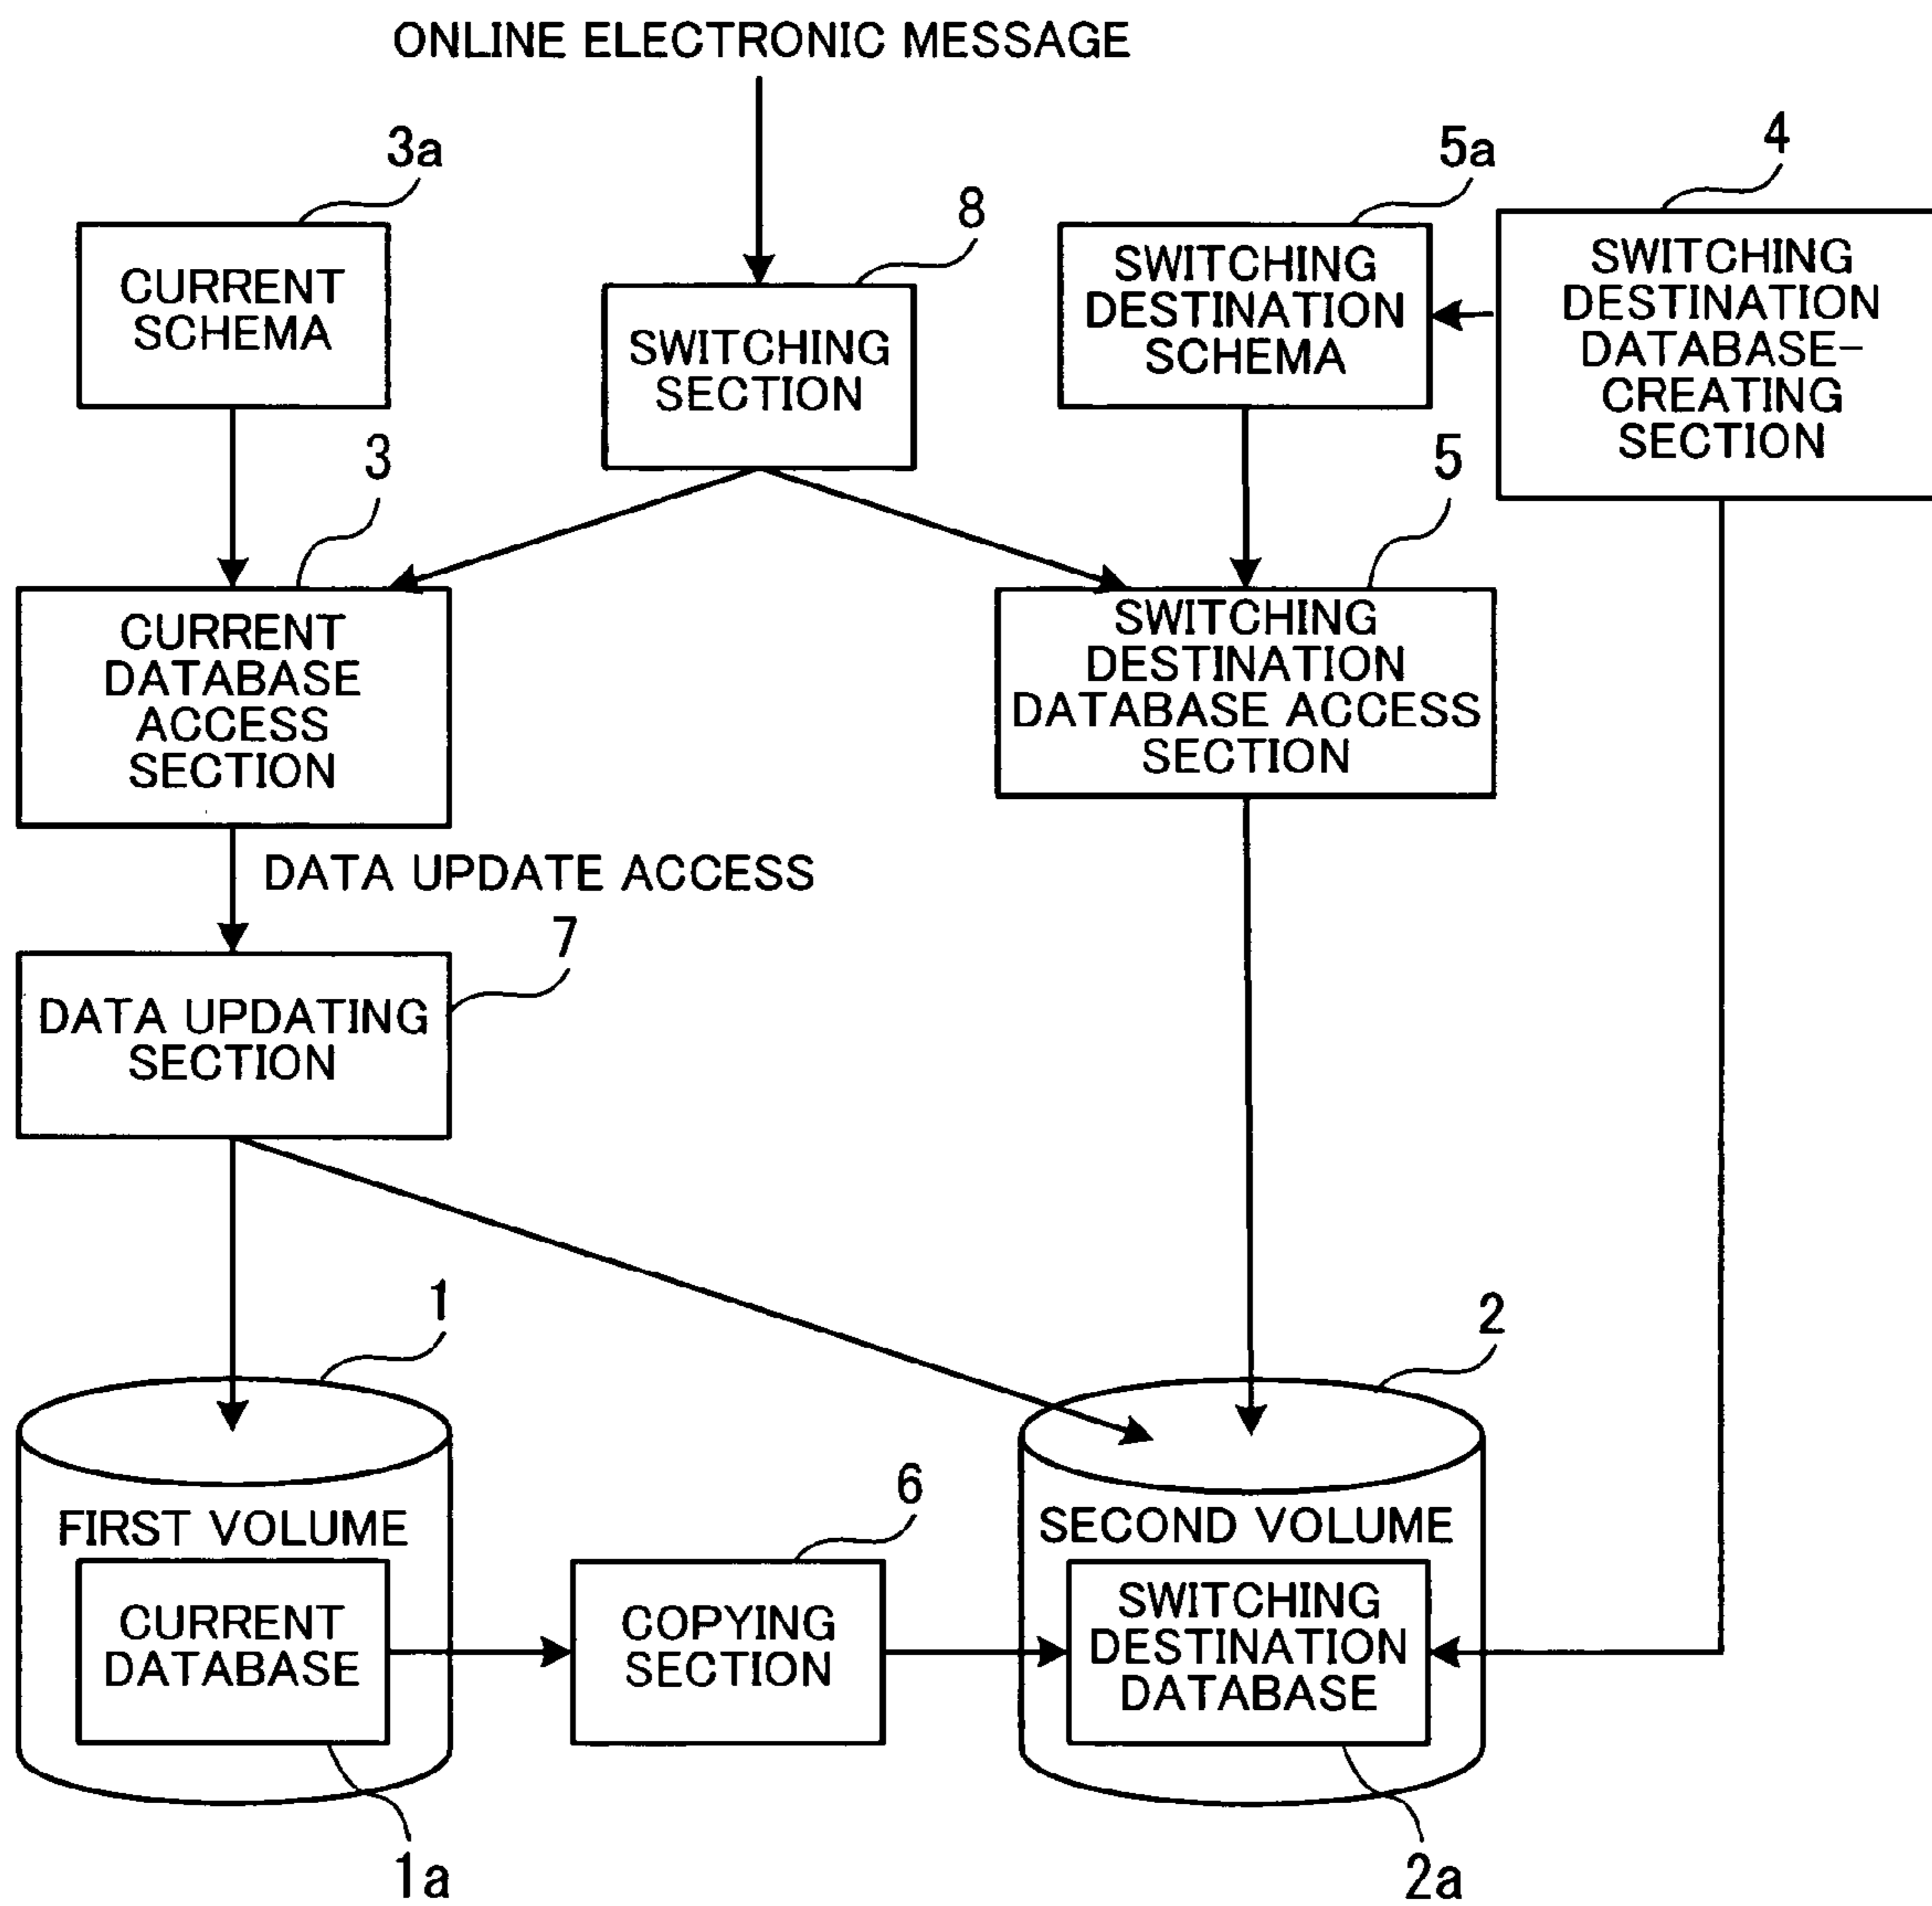 ONLINE ELECTRONIC MESSAGE
3a
8
5a
4
CURRENT
SCHEMA
SWITCHING
SECTION
SWITCHING
DESTINATION
SCHEMA
SWITCHING
DESTINATION
DATABASE-
CREATING
SECTION
3
5
CURRENT
DATABASE
ACCESS
SECTION
SWITCHING
DESTINATION
DATABASE ACCESS
SECTION
DATA UPDATE ACCESS
7
DATA UPDATING
SECTION
1
2
FIRST VOLUME
6
SECOND VOLUME
CURRENT
DATABASE
COPYING
SECTION
SWITCHING
DESTINATION
DATABASE
1a
2a